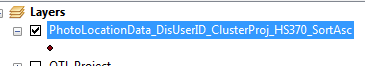 Layers
PhotoLocationData_DisUserID_ClusterProj_HS370_SortAsc